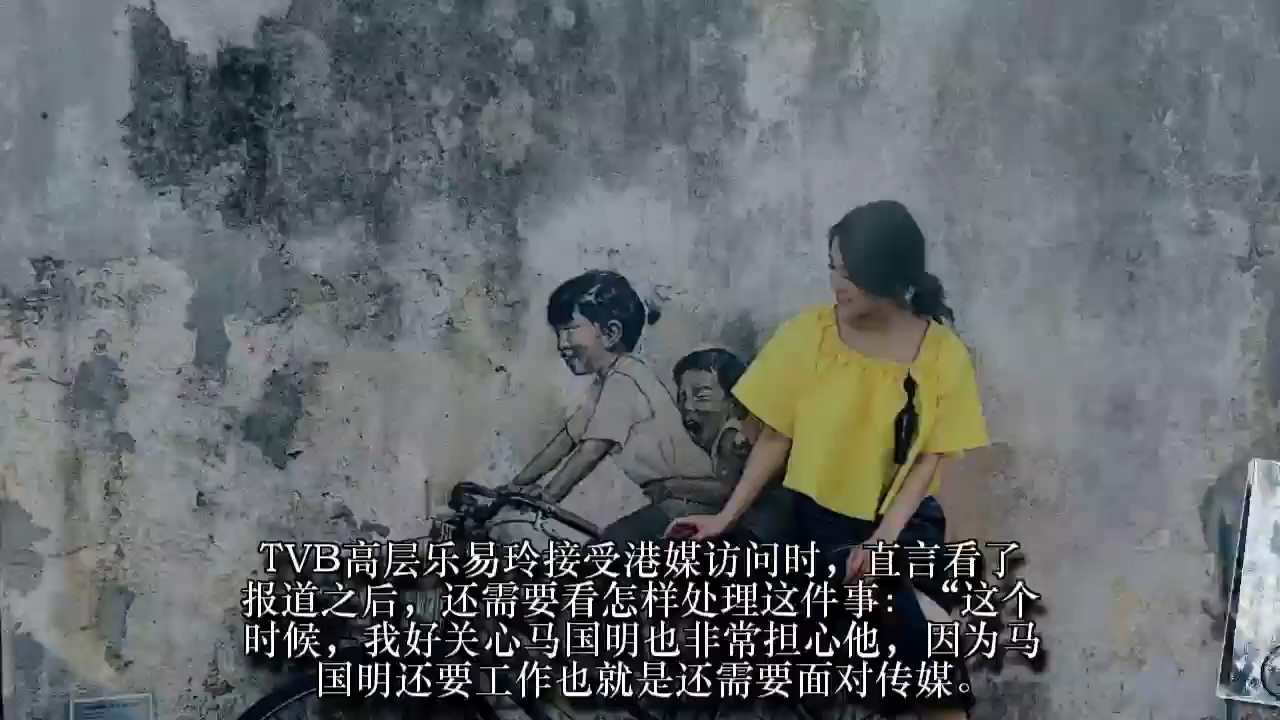 TVB高层乐易玲接受港媒访问时，直言看了
报道之后，还需要看怎样处理这件事：“这个
时候，我好关心马国明也非常担心他，因为马
国明还要工作也就是还需要面对传媒。